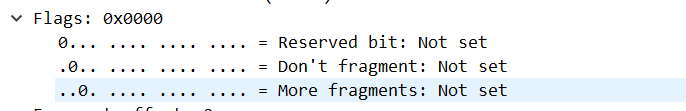 Flags: 0x0000
0... .... .... .... = Reserved bit: Not set
.0.. .... .... .... = Don't fragment: Not set
..0. .... .... .... = More fragments: Not set